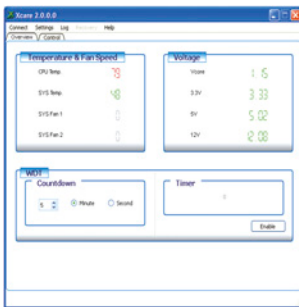 Xcare 2.0.0.0
Connect Settings Log Recovery Help
Overview Control
Temperature & Fan Speed
CPU Temp. 79
SYS Temp. 48
SYS Fan 1 0
SYS Fan 2 0
Voltage
Vcore 1.15
3.3V 3.33
5V 5.02
12V 12.08
WDT
Countdown
5 Minute Second
Timer
0
Enable